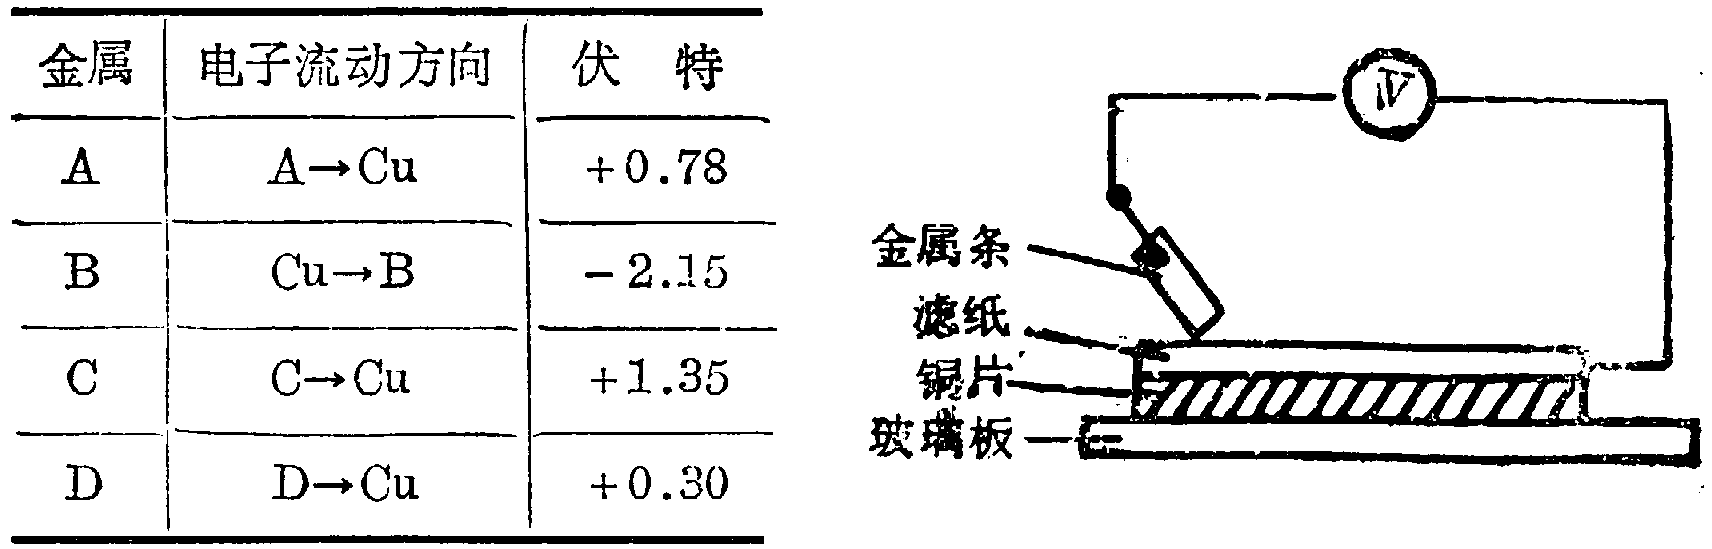 金属 电子流动方向 伏 特
A A→Cu +0.78
B Cu→B -2.15
C C→Cu +1.35
D D→Cu +0.30
V
金属条
滤纸
铜片
玻璃板